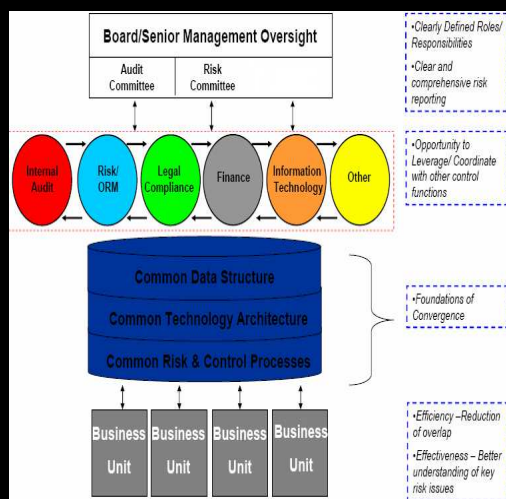 Board/Senior Management Oversight
Audit
Committee
Risk
Committee
•Clearly Defined Roles/
Responsibilities
•Clear and
comprehensive risk
reporting
Internal
Audit
Risk/
ORM
Legal
Compliance
Finance
Information
Technology
Other
•Opportunity to
Leverage/ Coordinate
with other control
functions
Common Data Structure
Common Technology Architecture
Common Risk & Control Processes
•Foundations of
Convergence
Business
Unit
Business
Unit
Business
Unit
Business
Unit
•Efficiency –Reduction
of overlap
•Effectiveness – Better
understanding of key
risk issues